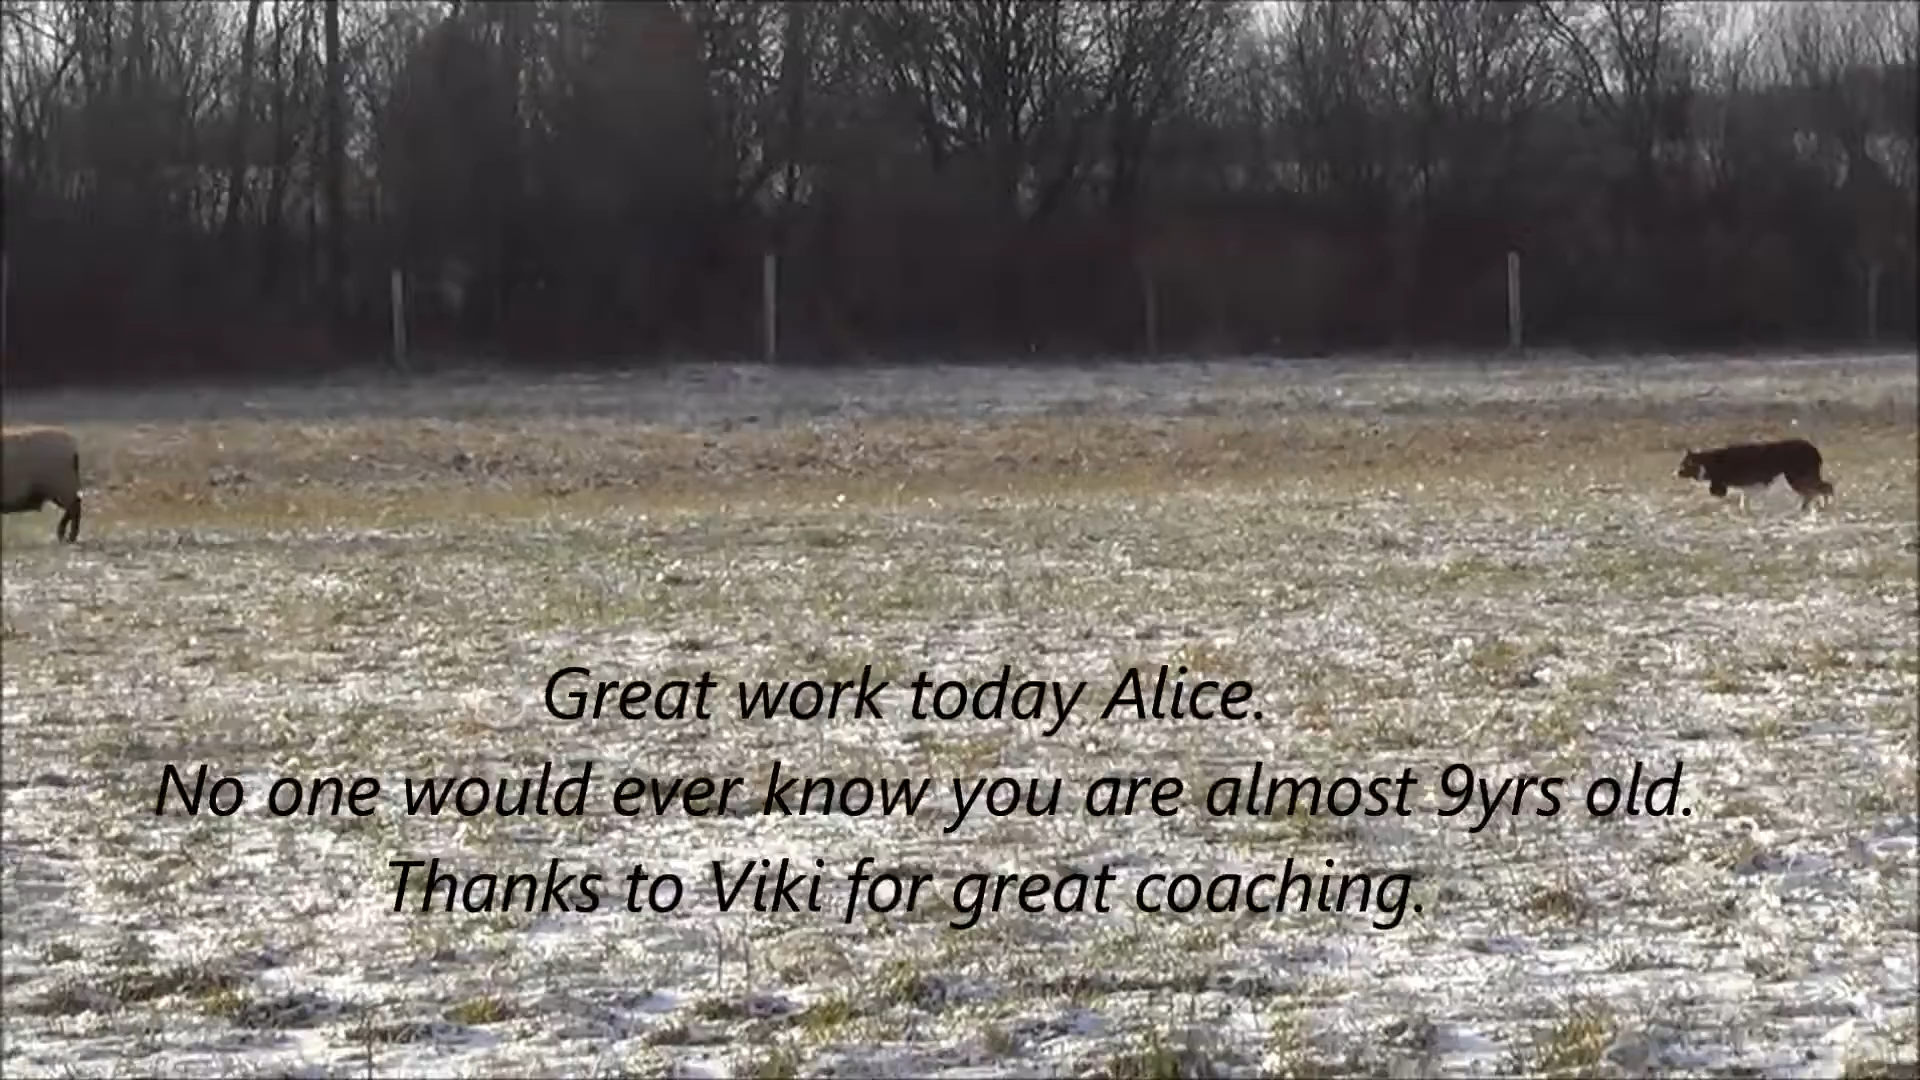 Great work today Alice.
No one would ever know you are almost 9yrs old.
Thanks to Viki for great coaching.